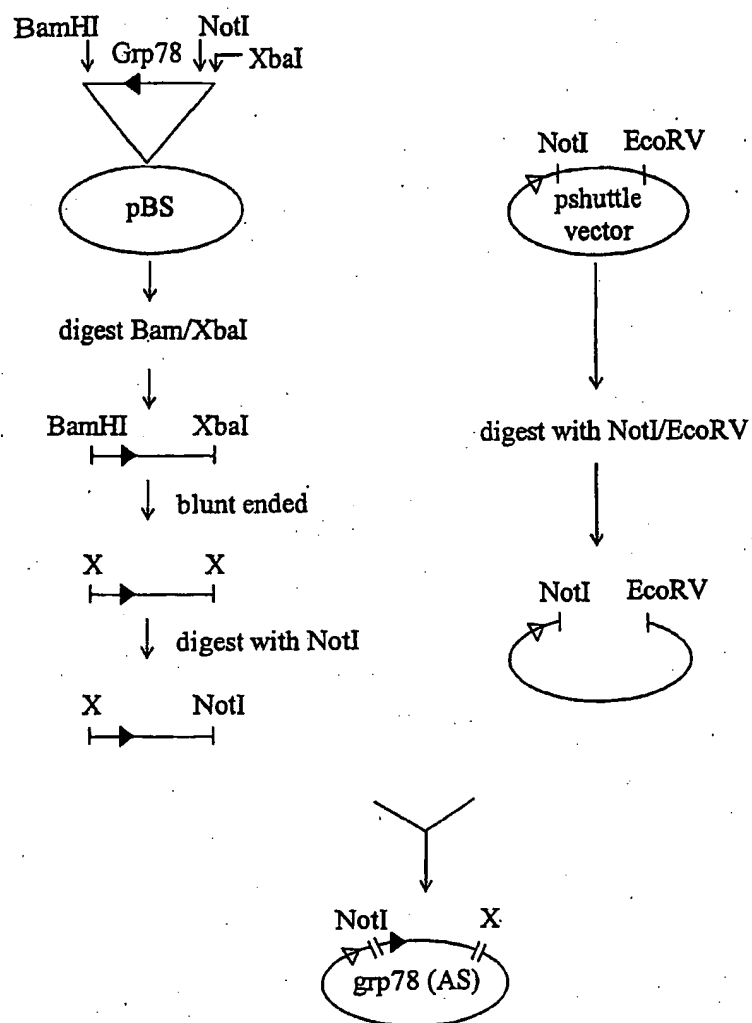 BamHI
NotI
Grp78
XbaI
pBS
digest Bam/XbaI
BamHI XbaI
blunt ended
X X
digest with NotI
X NotI
NotI EcoRV
pshuttle
vector
digest with NotI/EcoRV
NotI EcoRV
NotI X
grp78 (AS)